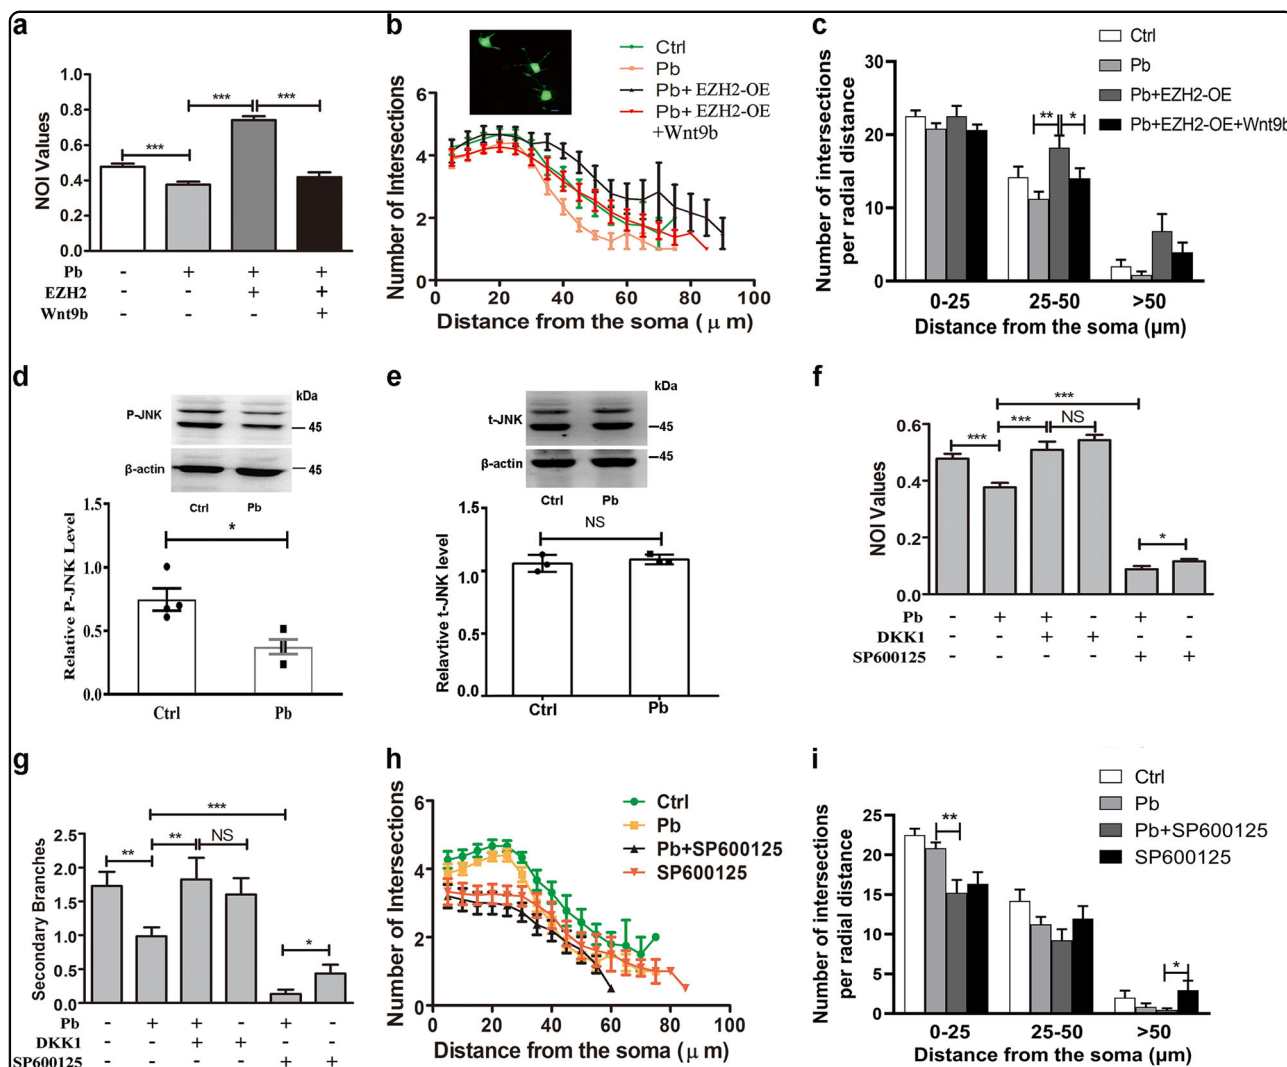 a
NOI Values
1.0
0.8
0.6
0.4
0.2
0.0
***
***
***
Pb - + + +
EZH2 - - + +
Wnt9b - - - +
b
Ctrl
Pb
Pb+ EZH2-OE
Pb+ EZH2-OE
+Wnt9b
Number of Intersections
6
4
2
0
0 20 40 60 80 100
Distance from the soma ( μ m)
c
Ctrl
Pb
Pb+EZH2-OE
Pb+EZH2-OE+Wnt9b
Number of intersections
per radial distance
30
20
10
0
** *
0-25 25-50 >50
Distance from the soma (μm)
d
kDa
P-JNK
45
β-actin
45
Ctrl Pb
Relative P-JNK Level
1.5
1.0
0.5
0.0
*
Ctrl Pb
e
kDa
t-JNK
45
β-actin
45
Ctrl Pb
Relavtive t-JNK level
1.5
1.0
0.5
0.0
NS
Ctrl Pb
f
NOI Values
0.6
0.4
0.2
0.0
***
*** *** NS
*
Pb - + + - + -
DKK1 - - + + - -
SP600125 - - - - + +
g
Secondary Branches
2.5
2.0
1.5
1.0
0.5
0.0
***
** ** NS
*
Pb - + + - + -
DKK1 - - + + - -
SP600125 - - - - + +
h
Ctrl
Pb
Pb+SP600125
SP600125
Number of Intersections
6
4
2
0
0 20 40 60 80 100
Distance from the soma ( μ m)
i
Ctrl
Pb
Pb+SP600125
SP600125
Number of intersections
per radial distance
25
20
15
10
5
0
**
*
0-25 25-50 >50
Distance from the soma (μm)